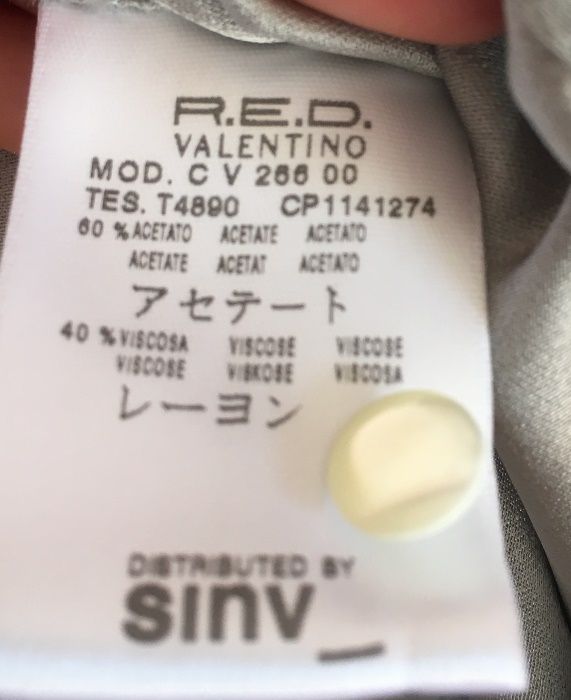 R.E.D.
VALENTINO
MOD. C V 266 00
TES. T4890 CP1141274
60 % ACETATO ACETATE ACETATO
ACETATE ACETAT ACETATO
アセテート
40 % VISCOSA VISCOSE VISCOSE
VISCOSE VISKOSE VISCOSA
レーヨン
DISTRIBUTED BY
sinv_